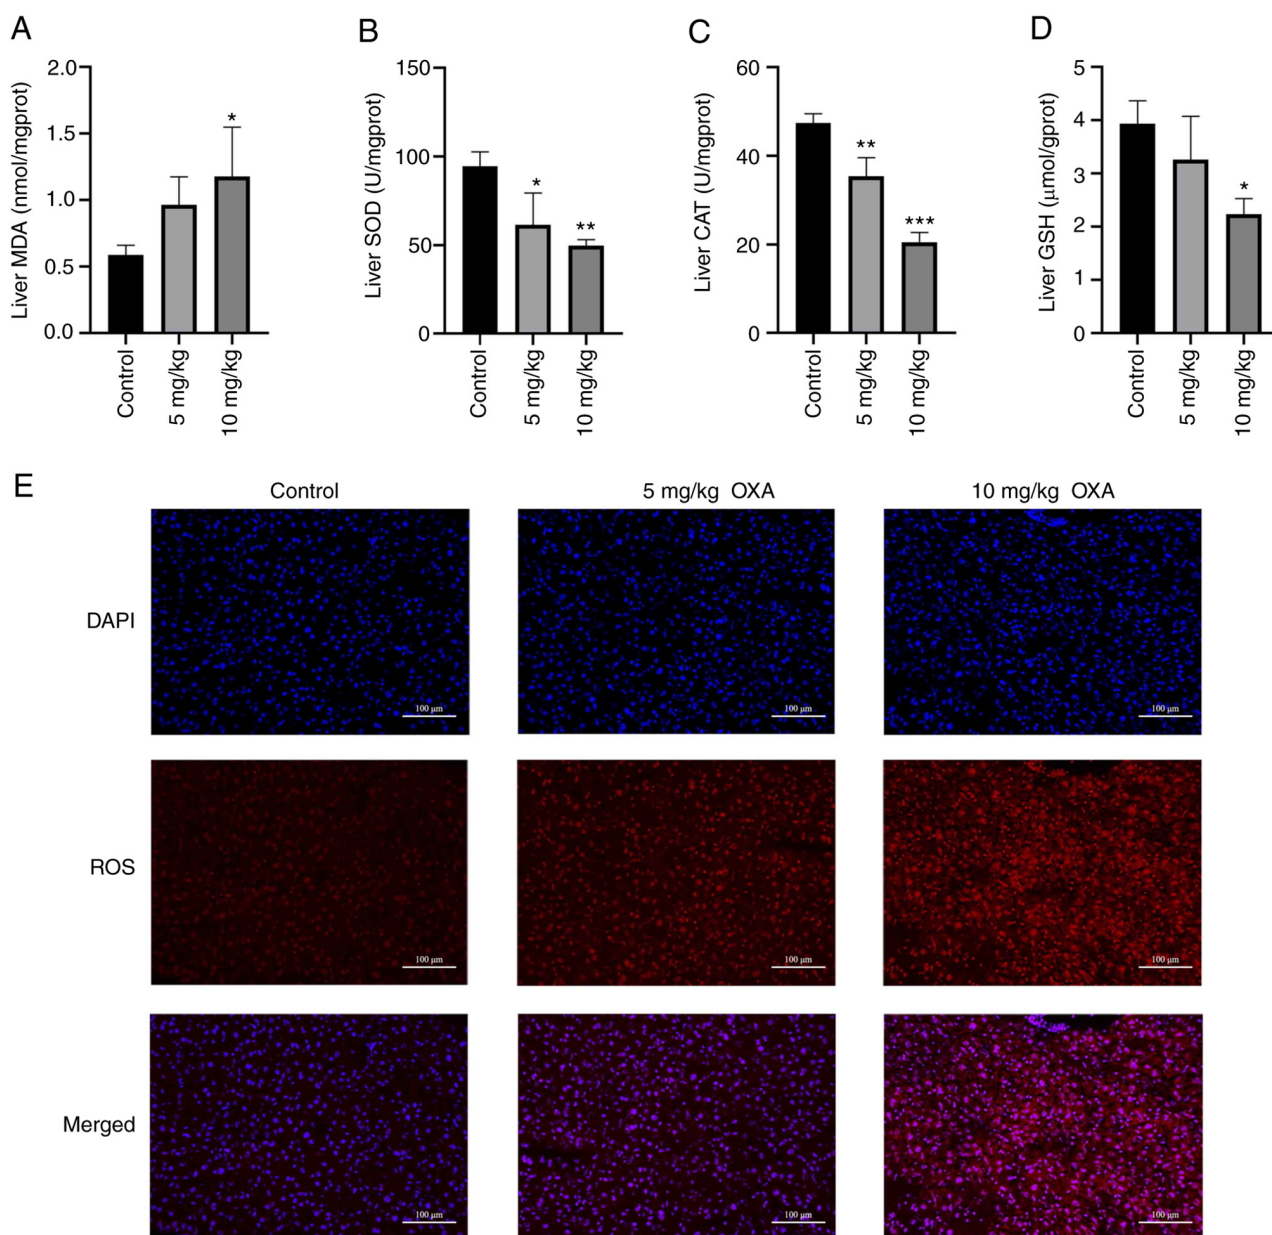 A
Liver MDA (nmol/mgprot)
2.0
1.5
1.0
0.5
0.0
*
Control
5 mg/kg
10 mg/kg
B
Liver SOD (U/mgprot)
150
100
50
0
*
**
Control
5 mg/kg
10 mg/kg
C
Liver CAT (U/mgprot)
60
40
20
0
**
***
Control
5 mg/kg
10 mg/kg
D
Liver GSH (μmol/gprot)
5
4
3
2
1
0
*
Control
5 mg/kg
10 mg/kg
E
Control
5 mg/kg OXA
10 mg/kg OXA
DAPI
100 μm
100 μm
100 μm
ROS
100 μm
100 μm
100 μm
Merged
100 μm
100 μm
100 μm